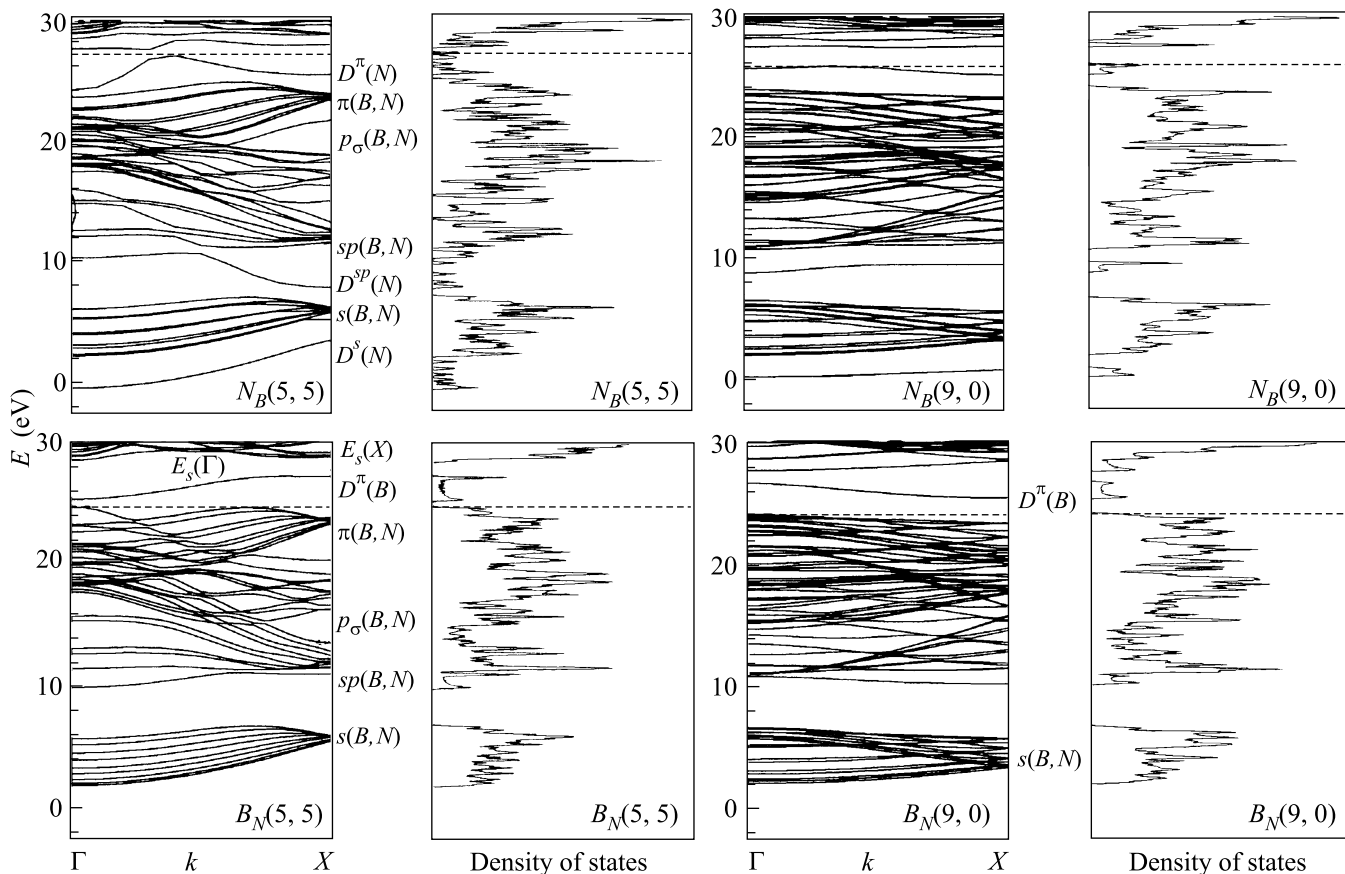 30
20
10
0
D^π(N)
π(B, N)
p_σ(B, N)
sp(B, N)
D^{sp}(N)
s(B, N)
D^s(N)
N_B(5, 5)
N_B(5, 5)
30
20
10
0
N_B(9, 0)
N_B(9, 0)
E (eV)
30
20
10
0
E_s(Γ)
E_s(X)
D^π(B)
π(B, N)
p_σ(B, N)
sp(B, N)
s(B, N)
B_N(5, 5)
B_N(5, 5)
30
20
10
0
D^π(B)
s(B, N)
B_N(9, 0)
B_N(9, 0)
Γ k X
Density of states
Γ k X
Density of states